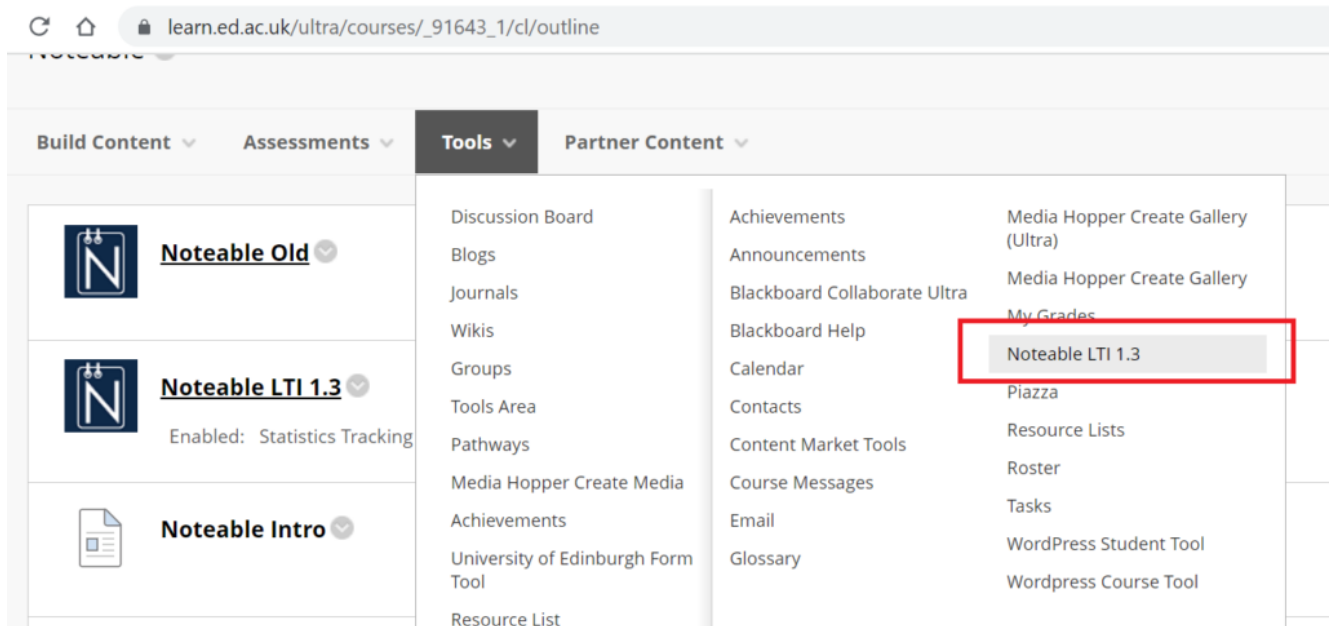 learn.ed.ac.uk/ultra/courses/_91643_1/cl/outline
Noteable
Build Content
Assessments
Tools
Partner Content
Noteable Old
Noteable LTI 1.3
Enabled: Statistics Tracking
Noteable Intro
Discussion Board
Blogs
Journals
Wikis
Groups
Tools Area
Pathways
Media Hopper Create Media
Achievements
University of Edinburgh Form
Tool
Resource List
Achievements
Announcements
Blackboard Collaborate Ultra
Blackboard Help
Calendar
Contacts
Content Market Tools
Course Messages
Email
Glossary
Media Hopper Create Gallery
(Ultra)
Media Hopper Create Gallery
My Grades
Noteable LTI 1.3
Piazza
Resource Lists
Roster
Tasks
WordPress Student Tool
Wordpress Course Tool